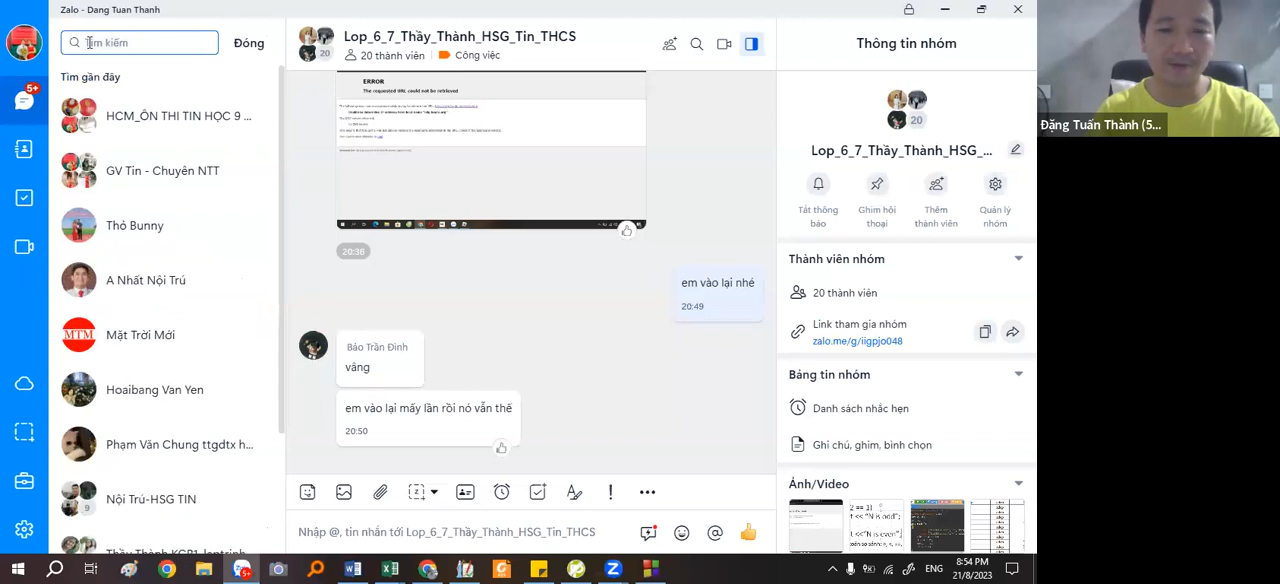 Zalo - Dang Tuan Thanh
Tìm kiếm
Đóng
Tìm gần đây
HCM_ÔN THI TIN HỌC 9 ...
GV Tin - Chuyên NTT
Thỏ Bunny
A Nhất Nội Trú
MTM
Mặt Trời Mới
Hoaibang Van Yen
Phạm Văn Chung ttgdtx h...
Nội Trú-HSG TIN
9
5+
20
Lop_6_7_Thầy_Thành_HSG_Tin_THCS
20 thành viên
Công việc
ERROR
The requested URL could not be retrieved
20:38
em vào lại nhé
20:49
Bảo Trần Đình
vâng
em vào lại mấy lần rồi nó vẫn thế
20:50
Nhập @, tin nhắn tới Lop_6_7_Thầy_Thành_HSG_Tin_THCS
Thông tin nhóm
20
Lop_6_7_Thầy_Thành_HSG_...
Tắt thông báo
Ghim hội thoại
Thêm thành viên
Quản lý nhóm
Thành viên nhóm
20 thành viên
Link tham gia nhóm
zalo.me/g/iigpjo048
Bảng tin nhóm
Danh sách nhắc hẹn
Ghi chú, ghim, bình chọn
Ảnh/Video
Đặng Tuấn Thành (5...
5+
ENG
8:54 PM
21/8/2023